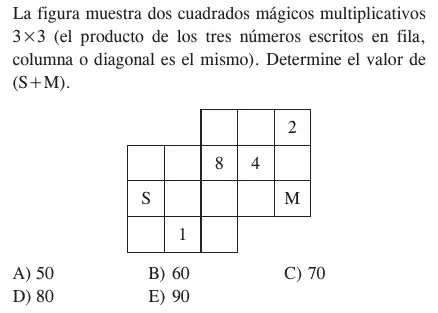 La figura muestra dos cuadrados mágicos multiplicativos
3×3 (el producto de los tres números escritos en fila,
columna o diagonal es el mismo). Determine el valor de
(S+M).
2
8 4
S M
1
A) 50 B) 60 C) 70
D) 80 E) 90